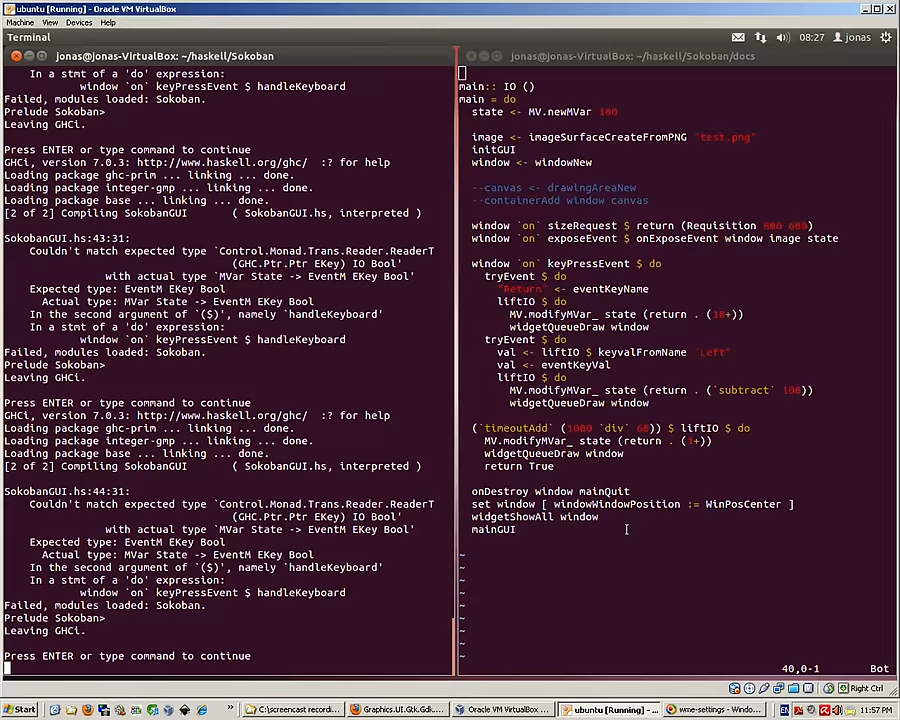 ubuntu [Running] - Oracle VM VirtualBox
Machine View Devices Help
Terminal
08:27 jonas
jonas@jonas-VirtualBox: ~/haskell/Sokoban
In a stmt of a 'do' expression:
window `on` keyPressEvent $ handleKeyboard
Failed, modules loaded: Sokoban.
Prelude Sokoban>
Leaving GHCi.
Press ENTER or type command to continue
GHCi, version 7.0.3: http://www.haskell.org/ghc/  :? for help
Loading package ghc-prim ... linking ... done.
Loading package integer-gmp ... linking ... done.
Loading package base ... linking ... done.
[2 of 2] Compiling SokobanGUI ( SokobanGUI.hs, interpreted )
SokobanGUI.hs:43:31:
Couldn't match expected type `Control.Monad.Trans.Reader.ReaderT
(GHC.Ptr.Ptr EKey) IO Bool'
with actual type `MVar State -> EventM EKey Bool'
Expected type: EventM EKey Bool
Actual type: MVar State -> EventM EKey Bool
In the second argument of `($)', namely `handleKeyboard'
In a stmt of a 'do' expression:
window `on` keyPressEvent $ handleKeyboard
Failed, modules loaded: Sokoban.
Prelude Sokoban>
Leaving GHCi.
Press ENTER or type command to continue
GHCi, version 7.0.3: http://www.haskell.org/ghc/  :? for help
Loading package ghc-prim ... linking ... done.
Loading package integer-gmp ... linking ... done.
Loading package base ... linking ... done.
[2 of 2] Compiling SokobanGUI ( SokobanGUI.hs, interpreted )
SokobanGUI.hs:44:31:
Couldn't match expected type `Control.Monad.Trans.Reader.ReaderT
(GHC.Ptr.Ptr EKey) IO Bool'
with actual type `MVar State -> EventM EKey Bool'
Expected type: EventM EKey Bool
Actual type: MVar State -> EventM EKey Bool
In the second argument of `($)', namely `handleKeyboard'
In a stmt of a 'do' expression:
window `on` keyPressEvent $ handleKeyboard
Failed, modules loaded: Sokoban.
Prelude Sokoban>
Leaving GHCi.
Press ENTER or type command to continue
jonas@jonas-VirtualBox: ~/haskell/Sokoban/docs
main:: IO ()
main = do
state <- MV.newMVar 100
image <- imageSurfaceCreateFromPNG "test.png"
initGUI
window <- windowNew
--canvas <- drawingAreaNew
--containerAdd window canvas
window `on` sizeRequest $ return (Requisition 800 600)
window `on` exposeEvent $ onExposeEvent window image state
window `on` keyPressEvent $ do
tryEvent $ do
"Return" <- eventKeyName
liftIO $ do
MV.modifyMVar_ state (return . (10+))
widgetQueueDraw window
tryEvent $ do
val <- liftIO $ keyvalFromName "Left"
val <- eventKeyVal
liftIO $ do
MV.modifyMVar_ state (return . (`subtract` 100))
widgetQueueDraw window
(`timeoutAdd` (1000 `div` 60)) $ liftIO $ do
MV.modifyMVar_ state (return . (1+))
widgetQueueDraw window
return True
onDestroy window mainQuit
set window [ windowWindowPosition := WinPosCenter ]
widgetShowAll window
mainGUI
~
~
~
~
~
~
~
~
~
40,0-1 Bot
Right Ctrl
Start
C:\screencast recordi...
Graphics.UI.Gtk.Gdk....
Oracle VM VirtualBox ...
ubuntu [Running] - ...
wme-settings - Windo...
EN
11:57 PM